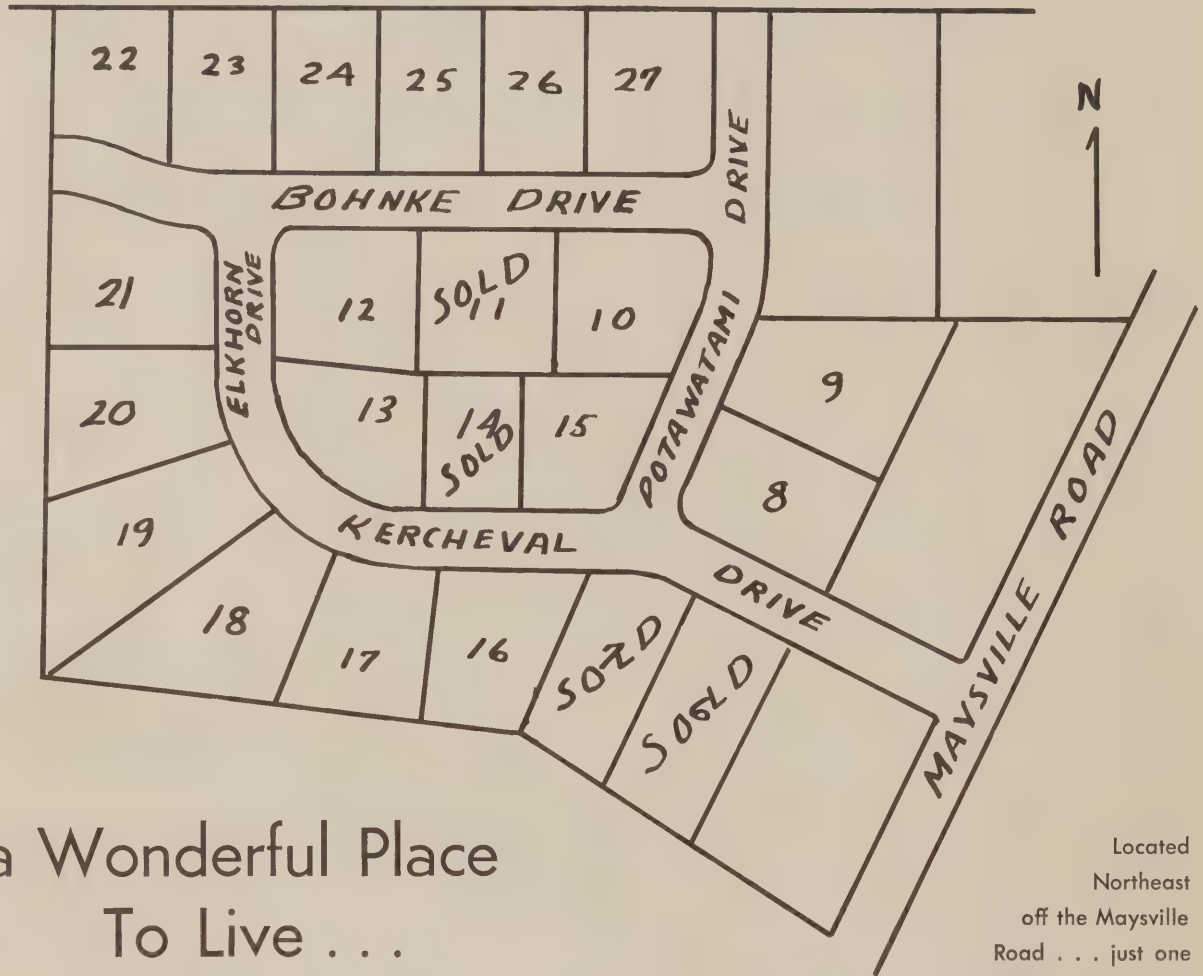 22 23 24 25 26 27
N
BOHNKE DRIVE
POTAWATAMI DRIVE
ELKHORN DRIVE
21 12 SOLD 11 10
9
20 13 14 SOLD 15
8
19 KERCHEVAL DRIVE
18 17 16 SOLD SOLD
MAYSVILLE ROAD
a Wonderful Place
To Live . . .
Located
Northeast
off the Maysville
Road . . . just one